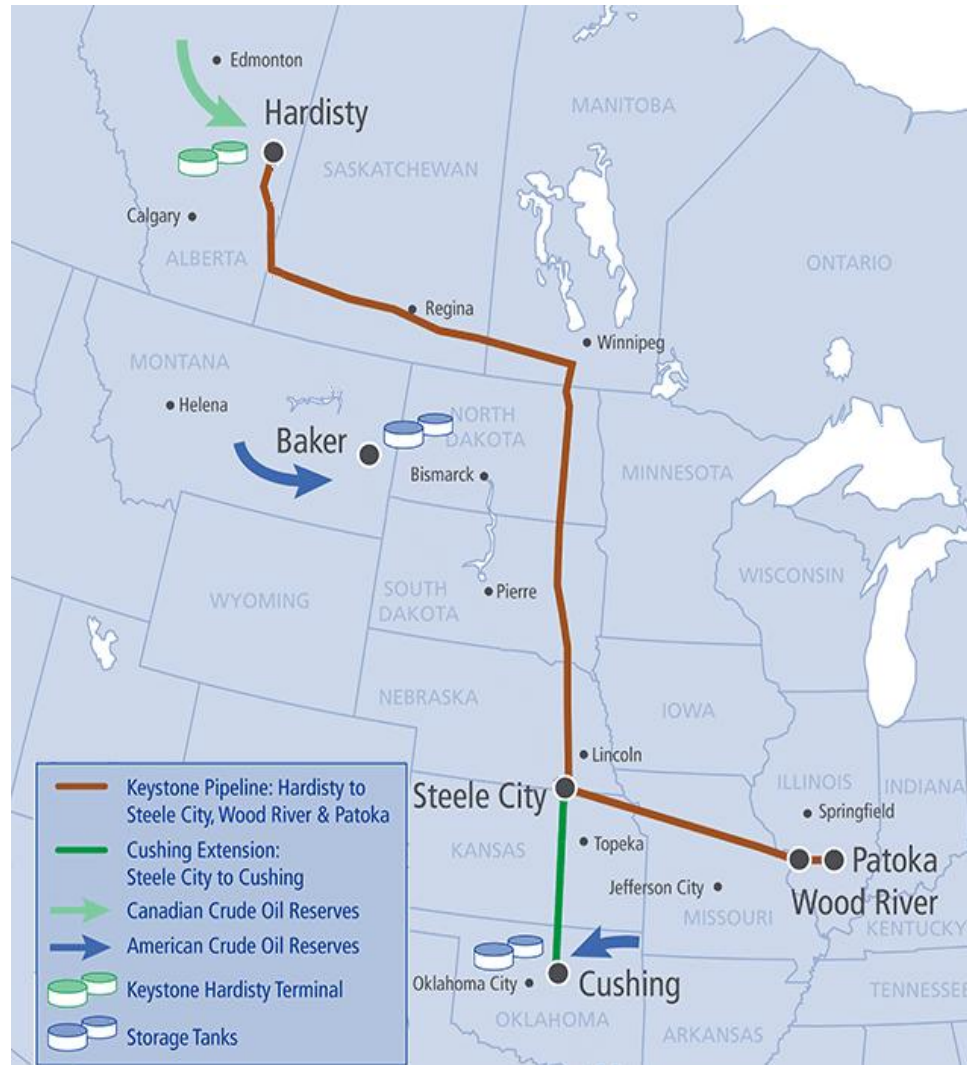 Edmonton
Hardisty
MANITOBA
SASKATCHEWAN
Calgary
ALBERTA
ONTARIO
Regina
Winnipeg
MONTANA
Helena
NORTH
DAKOTA
Baker
Bismarck
MINNESOTA
WISCONSIN
WYOMING
SOUTH
DAKOTA
Pierre
NEBRASKA
IOWA
Lincoln
ILLINOIS
INDIANA
Steele City
Springfield
KANSAS
Topeka
Patoka
Jefferson City
Wood River
MISSOURI
KENTUCKY
Oklahoma City
Cushing
TENNESSEE
OKLAHOMA
ARKANSAS
Keystone Pipeline: Hardisty to
Steele City, Wood River & Patoka
Cushing Extension:
Steele City to Cushing
Canadian Crude Oil Reserves
American Crude Oil Reserves
Keystone Hardisty Terminal
Storage Tanks